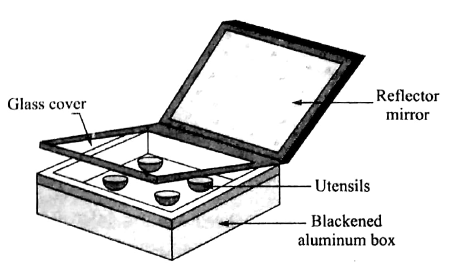 Glass cover
Reflector
mirror
Utensils
Blackened
aluminum box